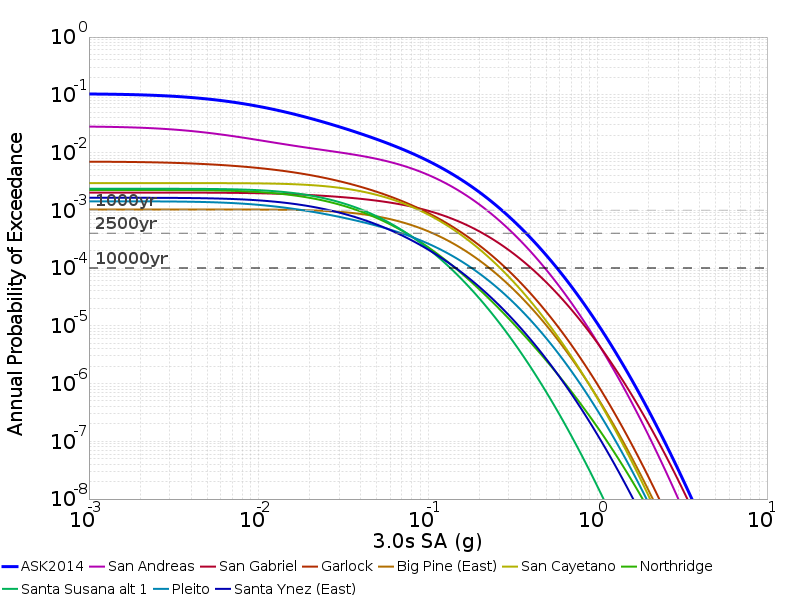 10^0
10^-1
10^-2
10^-3
10^-4
10^-5
10^-6
10^-7
10^-8
Annual Probability of Exceedance
1000yr
2500yr
10000yr
10^-3 10^-2 10^-1 10^0 10^1
3.0s SA (g)
ASK2014 San Andreas San Gabriel Garlock Big Pine (East) San Cayetano Northridge
Santa Susana alt 1 Pleito Santa Ynez (East)